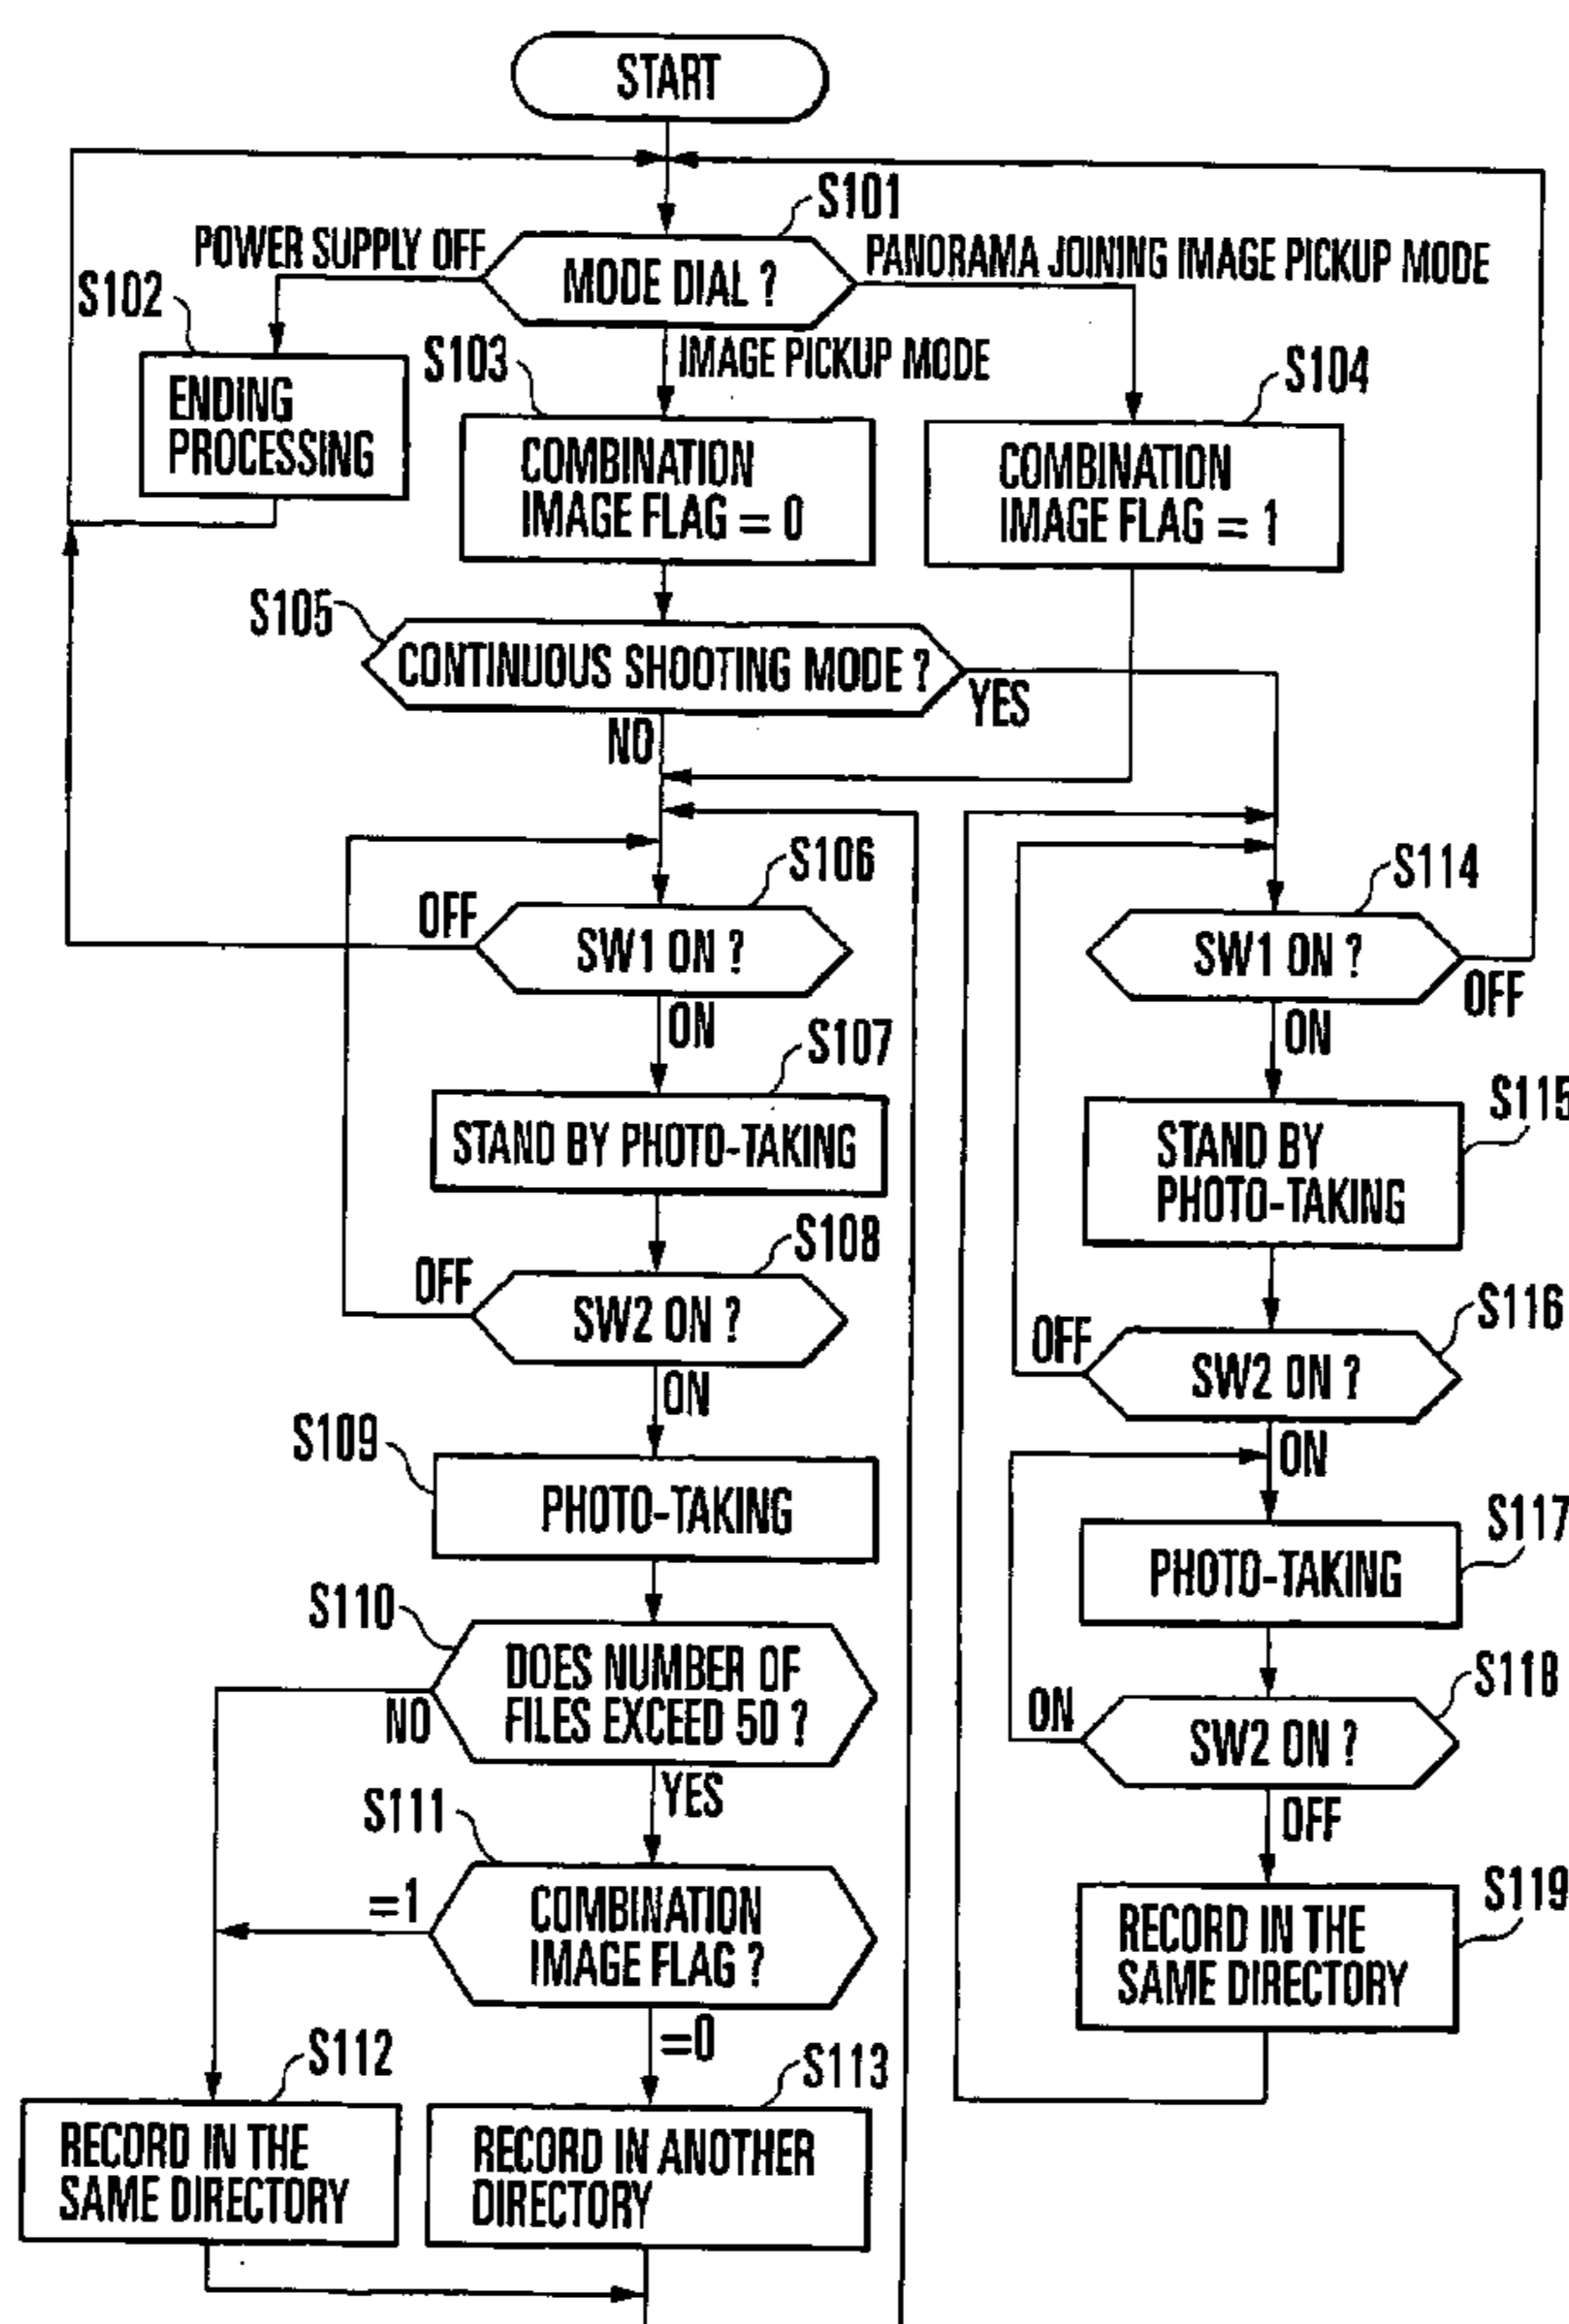 START
S101
POWER SUPPLY OFF
MODE DIAL ?
PANORAMA JOINING IMAGE PICKUP MODE
S102
ENDING
PROCESSING
S103
IMAGE PICKUP MODE
COMBINATION
IMAGE FLAG = 0
S104
COMBINATION
IMAGE FLAG = 1
S105
CONTINUOUS SHOOTING MODE ?
YES
NO
S106
OFF
SW1 ON ?
ON
S107
STAND BY PHOTO-TAKING
S108
OFF
SW2 ON ?
ON
S109
PHOTO-TAKING
S110
DOES NUMBER OF
FILES EXCEED 50 ?
NO
YES
S111
=1
COMBINATION
IMAGE FLAG ?
=0
S112
RECORD IN THE
SAME DIRECTORY
S113
RECORD IN ANOTHER
DIRECTORY
S114
SW1 ON ?
OFF
ON
S115
STAND BY
PHOTO-TAKING
S116
OFF
SW2 ON ?
ON
S117
PHOTO-TAKING
S118
ON
SW2 ON ?
OFF
S119
RECORD IN THE
SAME DIRECTORY